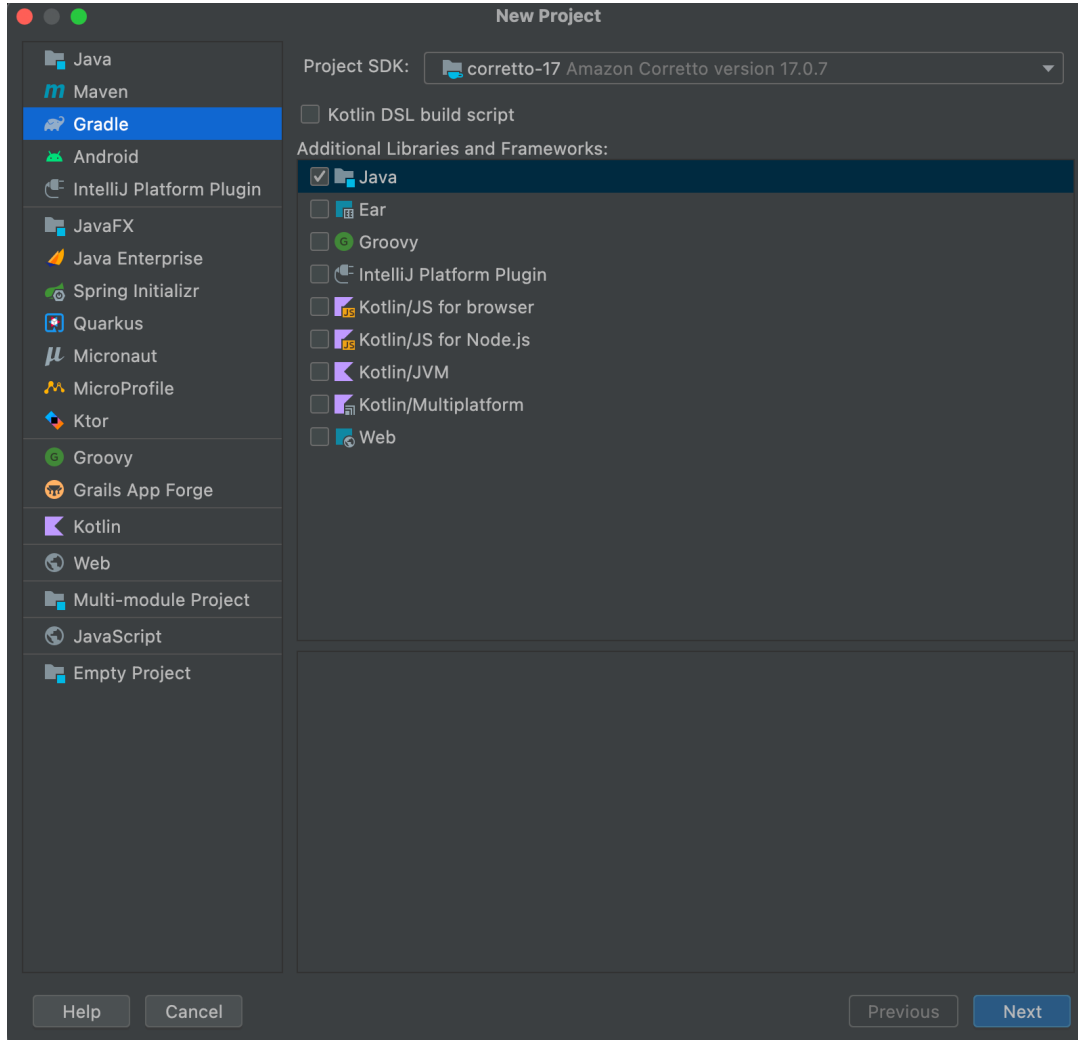 New Project
Java
Maven
Gradle
Android
IntelliJ Platform Plugin
JavaFX
Java Enterprise
Spring Initializr
Quarkus
Micronaut
MicroProfile
Ktor
Groovy
Grails App Forge
Kotlin
Web
Multi-module Project
JavaScript
Empty Project
Project SDK: corretto-17 Amazon Corretto version 17.0.7
Kotlin DSL build script
Additional Libraries and Frameworks:
Java
Ear
Groovy
IntelliJ Platform Plugin
Kotlin/JS for browser
Kotlin/JS for Node.js
Kotlin/JVM
Kotlin/Multiplatform
Web
Help Cancel Previous Next